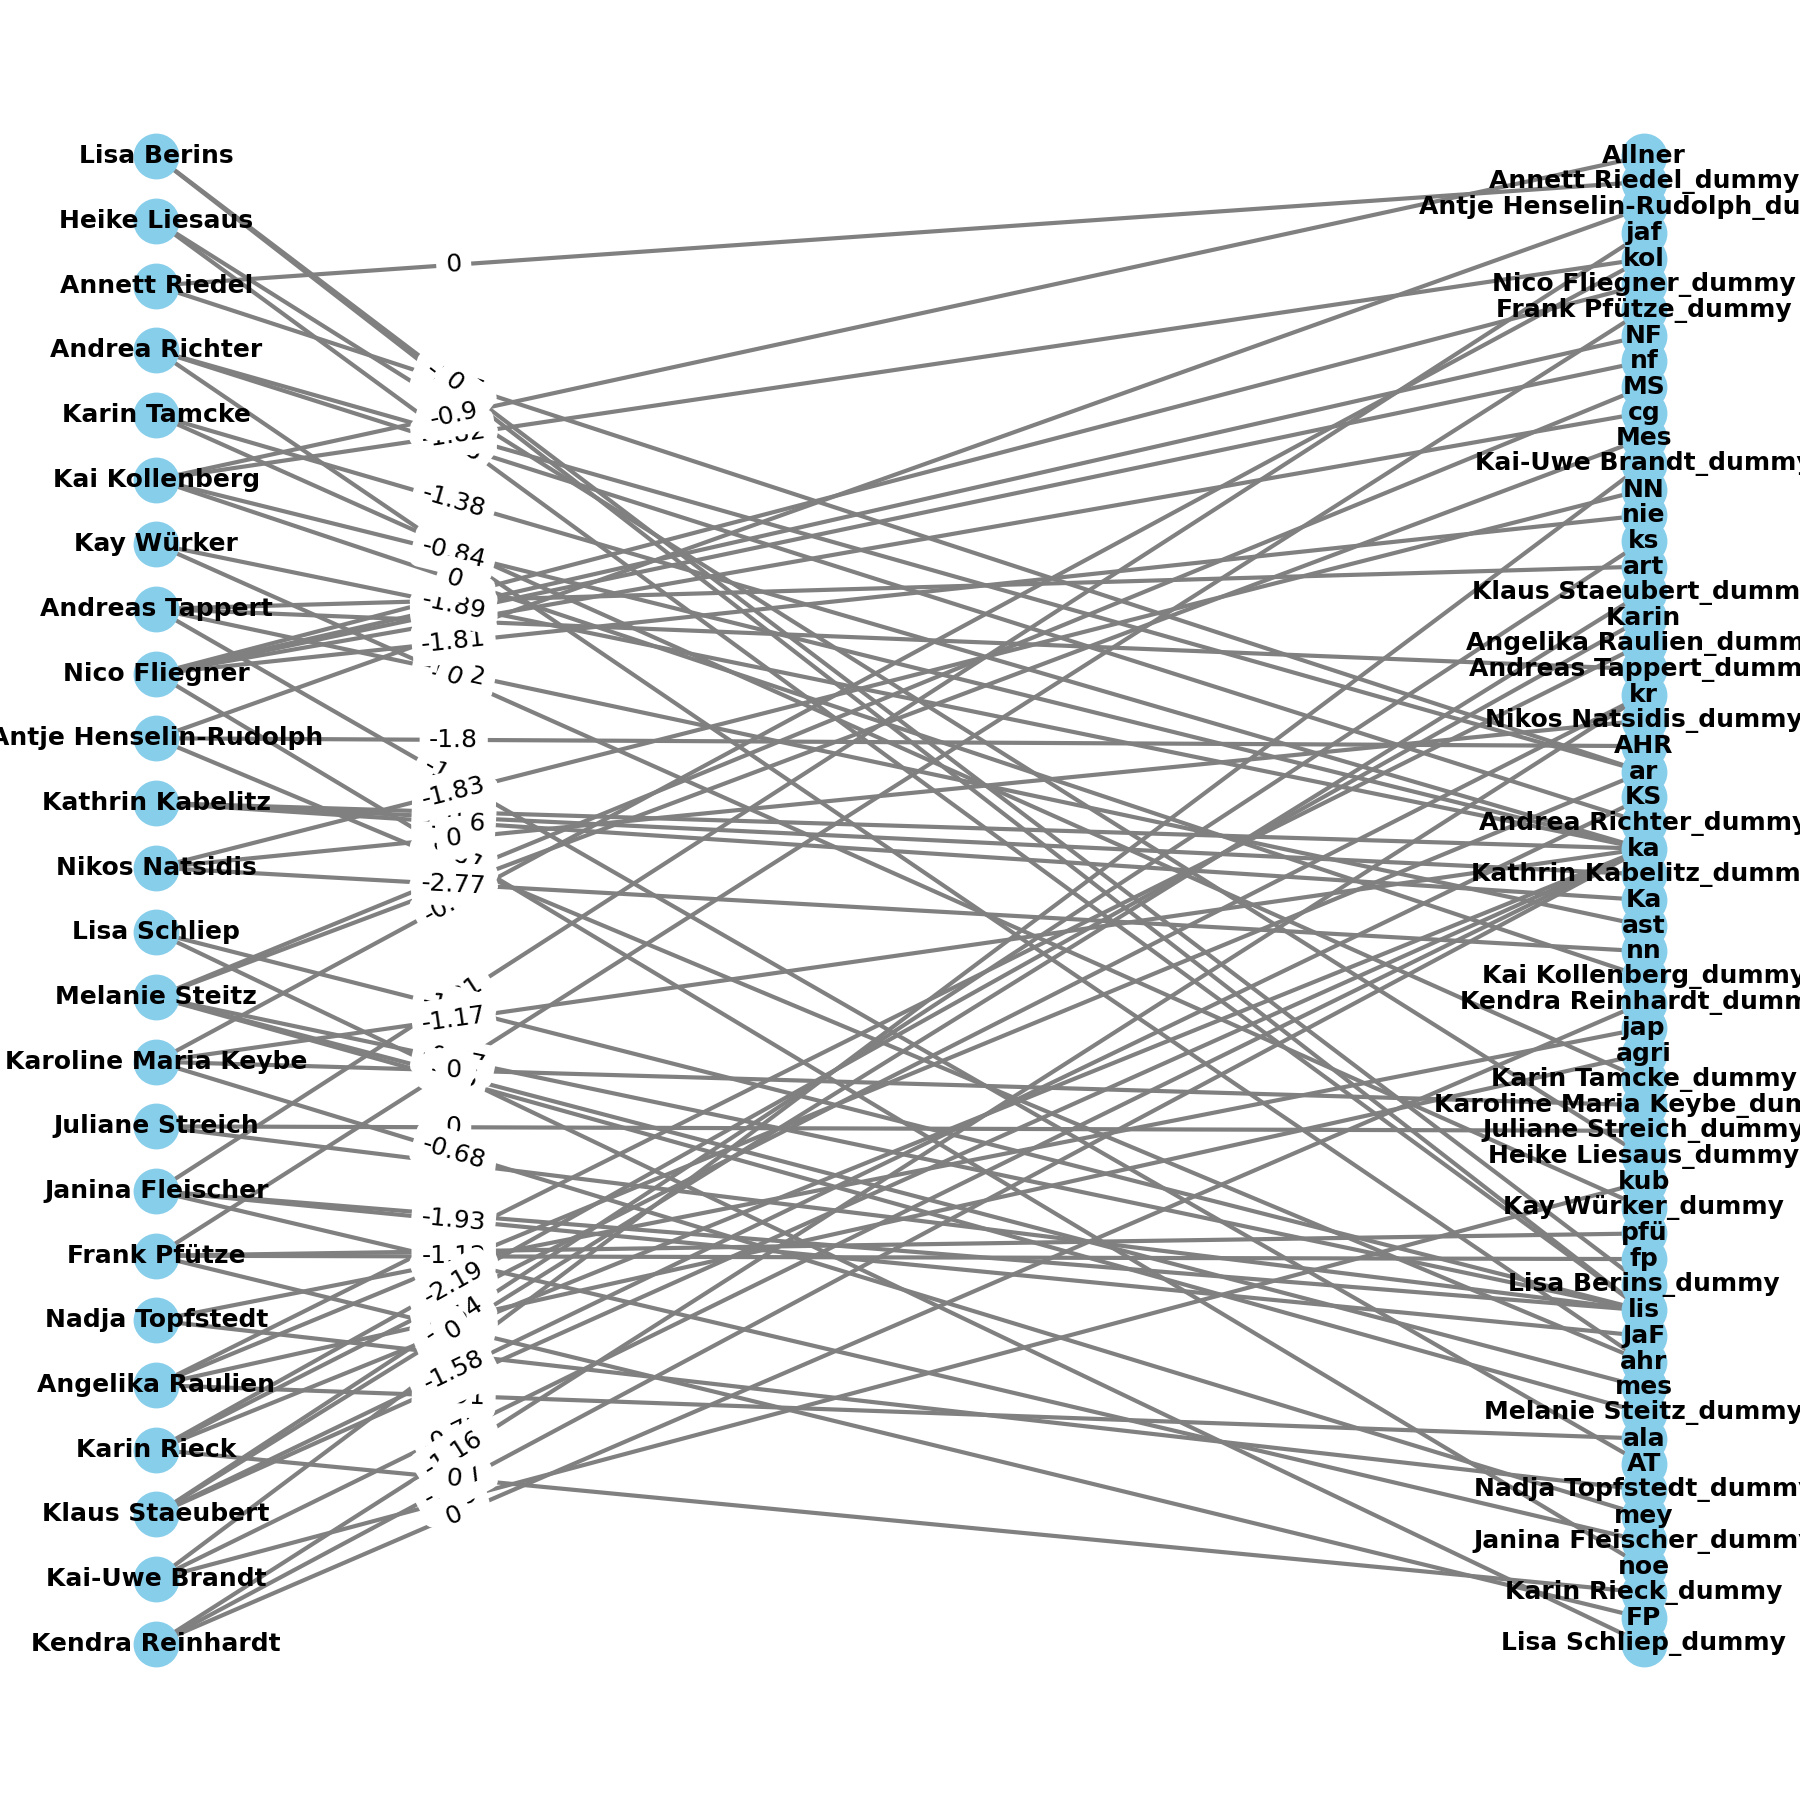 Lisa Berins
Heike Liesaus
Annett Riedel
Andrea Richter
Karin Tamcke
Kai Kollenberg
Kay Würker
Andreas Tappert
Nico Fliegner
Antje Henselin-Rudolph
Kathrin Kabelitz
Nikos Natsidis
Lisa Schliep
Melanie Steitz
Karoline Maria Keybe
Juliane Streich
Janina Fleischer
Frank Pfütze
Nadja Topfstedt
Angelika Raulien
Karin Rieck
Klaus Staeubert
Kai-Uwe Brandt
Kendra Reinhardt
0
0
-0.9
-1.38
-0.84
0
-1.89
-1.81
-1.8
-1.83
0
-2.77
-1.17
0
0
-0.68
-1.93
-2.19
0
-1.58
0
0
Allner
Annett Riedel_dummy
Antje Henselin-Rudolph_du
jaf
kol
Nico Fliegner_dummy
Frank Pfütze_dummy
NF
nf
MS
cg
Mes
Kai-Uwe Brandt_dummy
NN
nie
ks
art
Klaus Staeubert_dumm
Karin
Angelika Raulien_dumm
Andreas Tappert_dumm
kr
Nikos Natsidis_dummy
AHR
ar
KS
Andrea Richter_dummy
ka
Kathrin Kabelitz_dumm
Ka
ast
nn
Kai Kollenberg_dummy
Kendra Reinhardt_dumm
jap
agri
Karin Tamcke_dummy
Karoline Maria Keybe_dum
Juliane Streich_dummy
Heike Liesaus_dummy
kub
Kay Würker_dummy
pfü
fp
Lisa Berins_dummy
lis
JaF
ahr
mes
Melanie Steitz_dummy
ala
AT
Nadja Topfstedt_dummy
mey
Janina Fleischer_dummy
noe
Karin Rieck_dummy
FP
Lisa Schliep_dummy